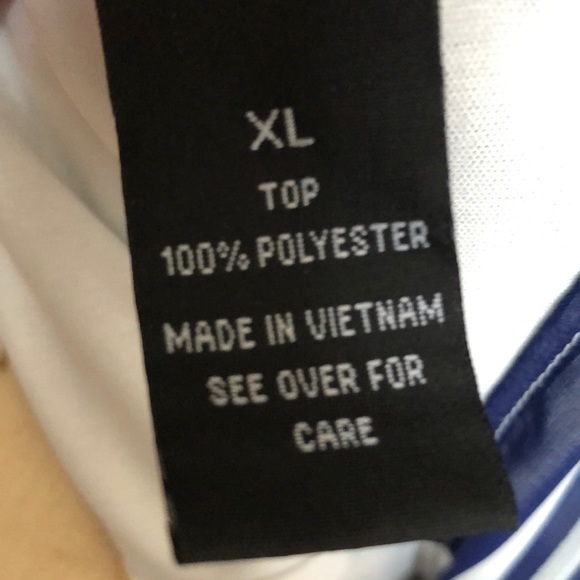 XL
TOP
100% POLYESTER
MADE IN VIETNAM
SEE OVER FOR
CARE